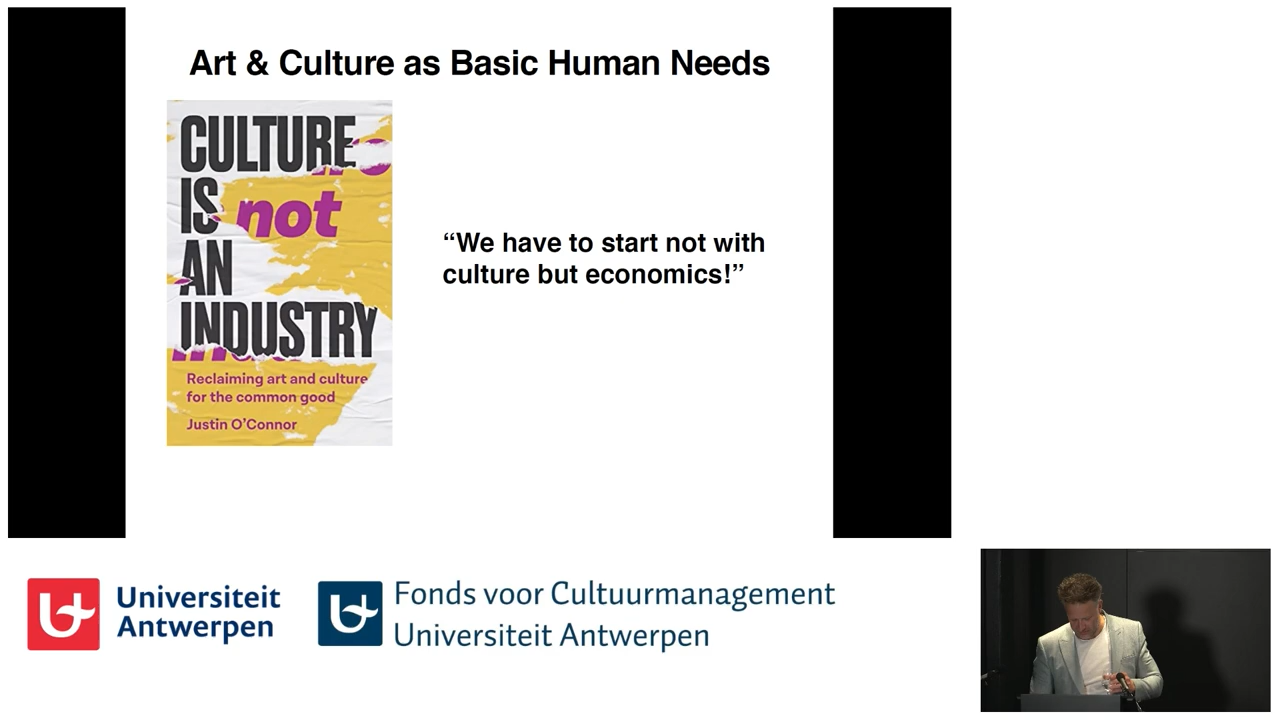 Art & Culture as Basic Human Needs
CULTURE
IS not
AN
INDUSTRY
Reclaiming art and culture
for the common good
Justin O'Connor
“We have to start not with
culture but economics!”
Universiteit
Antwerpen
Fonds voor Cultuurmanagement
Universiteit Antwerpen